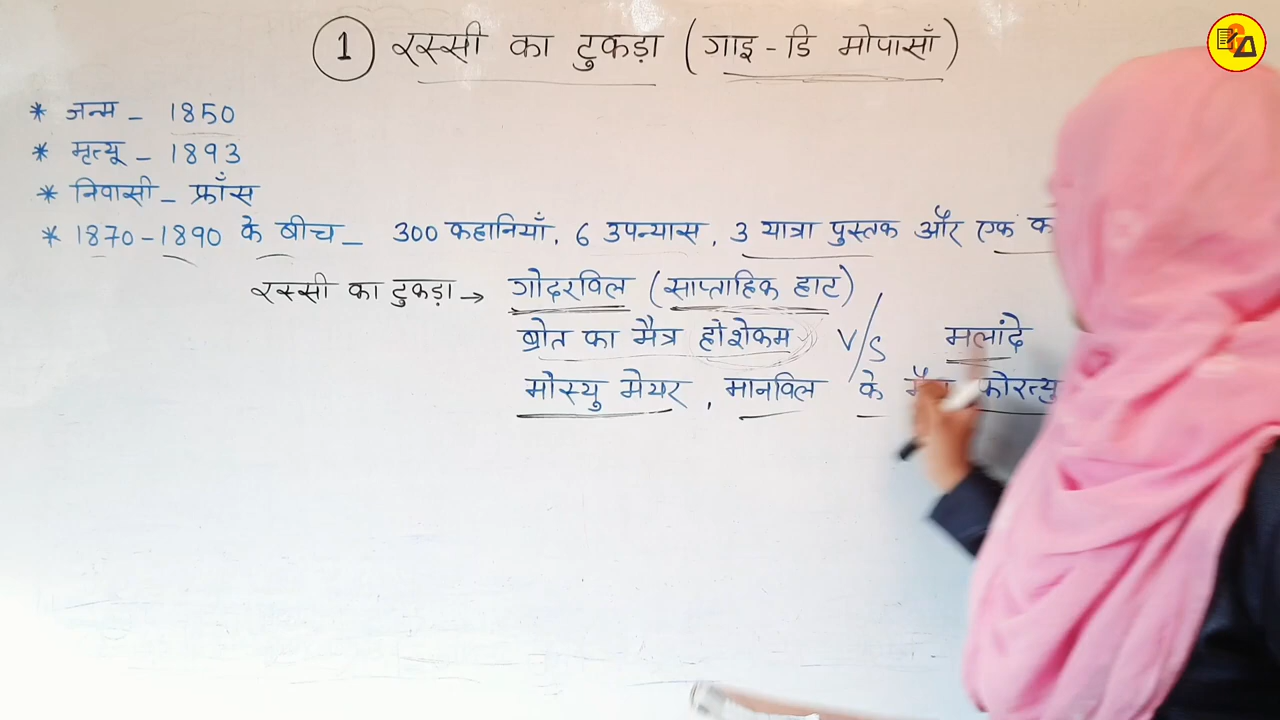 1 रस्सी का टुकड़ा (गाइ - डि मोपासाँ)
* जन्म - 1850
* मृत्यू - 1893
* निवासी - फ्राँस
* 1870-1890 के बीच - 300 कहानियाँ, 6 उपन्यास, 3 यात्रा पुस्तक और एक क
रस्सी का टुकड़ा → गोदरविल (साप्ताहिक हाट)
ब्रोत का मैत्र होशेकम V/S मलांदे
मोस्यु मेयर, मानविल के फोरत्यु